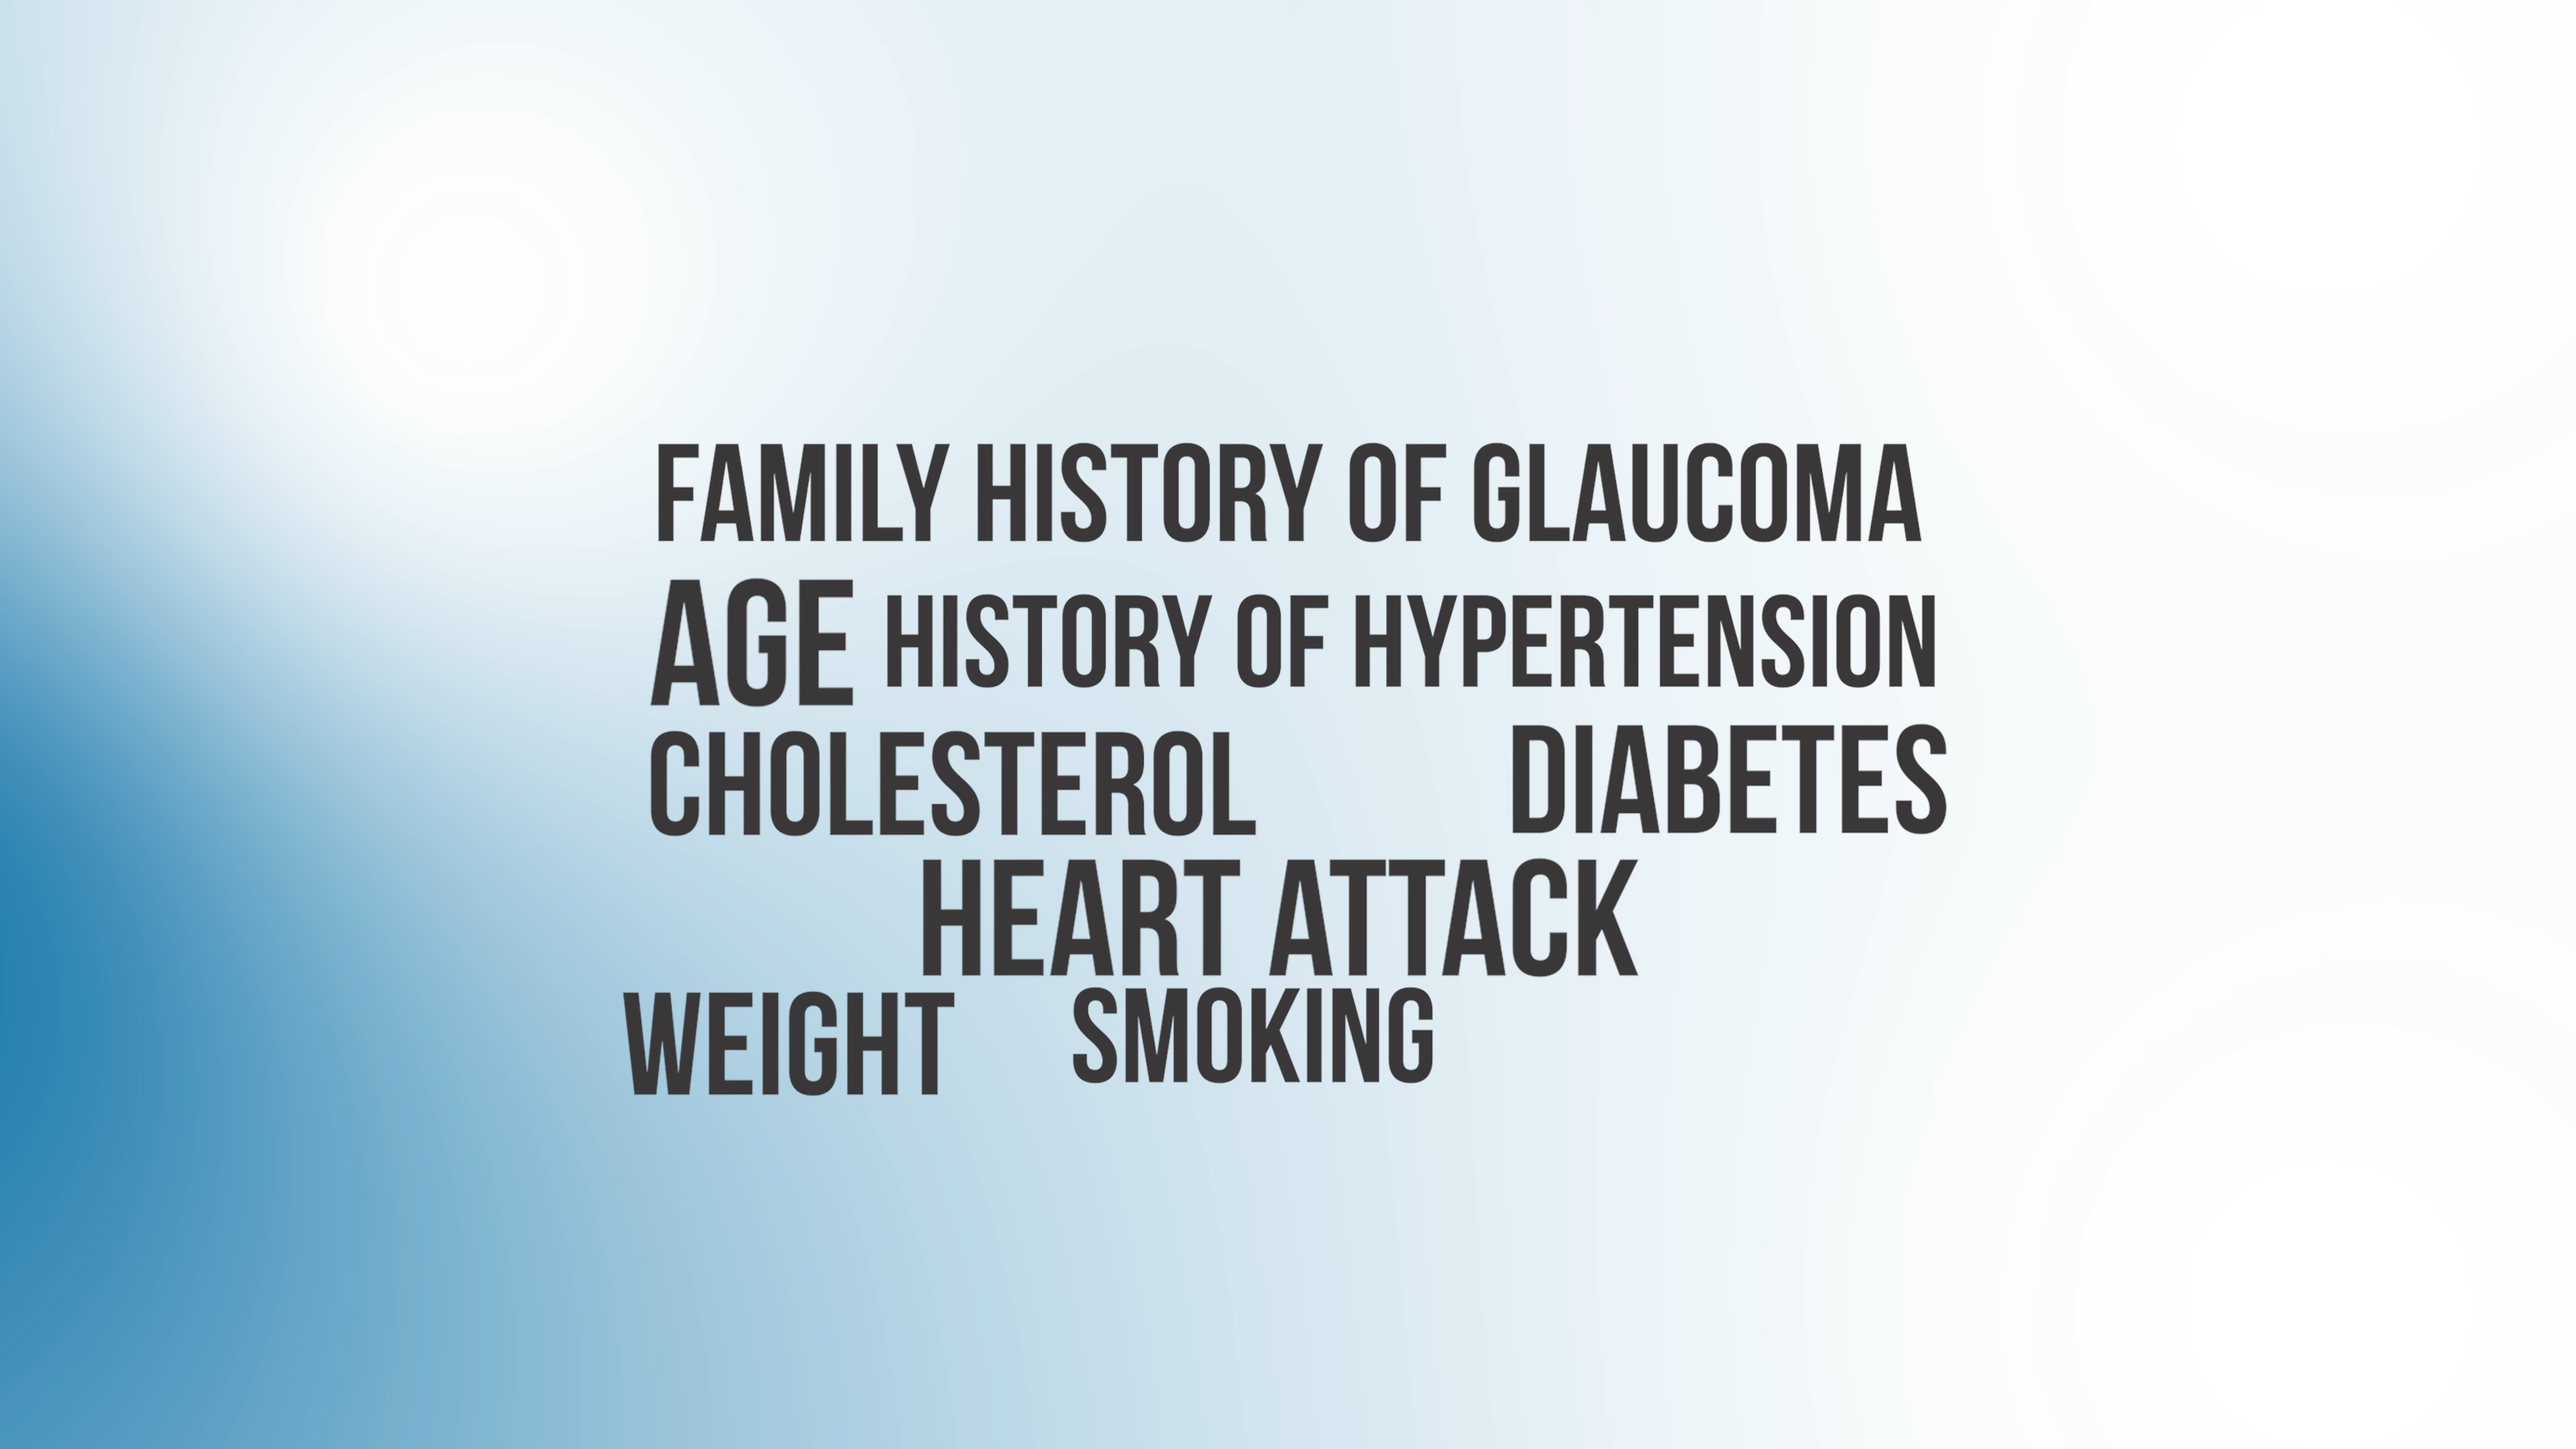 FAMILY HISTORY OF GLAUCOMA
AGE HISTORY OF HYPERTENSION
CHOLESTEROL DIABETES
HEART ATTACK
WEIGHT SMOKING